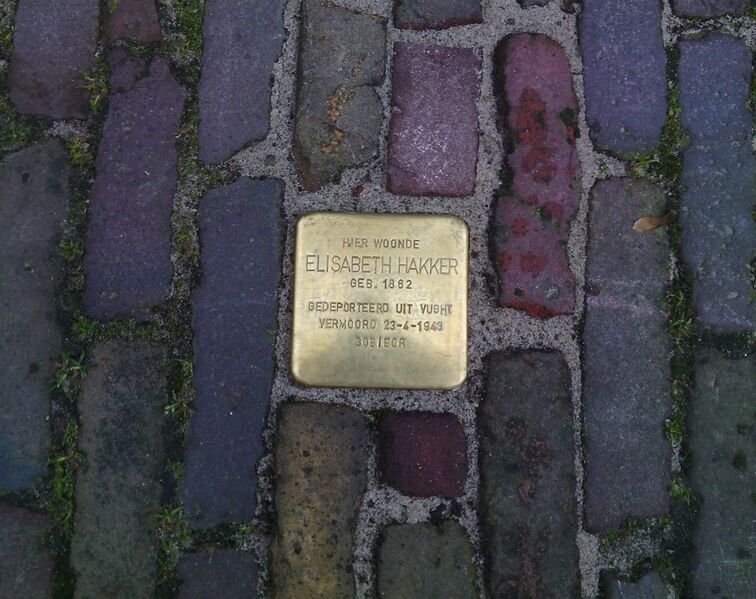 HIER WOONDE
ELISABETH HAKKER
GEB. 1862
GEDEPORTEERD UIT VUGHT
VERMOORD 23-4-1943
SOBIBOR